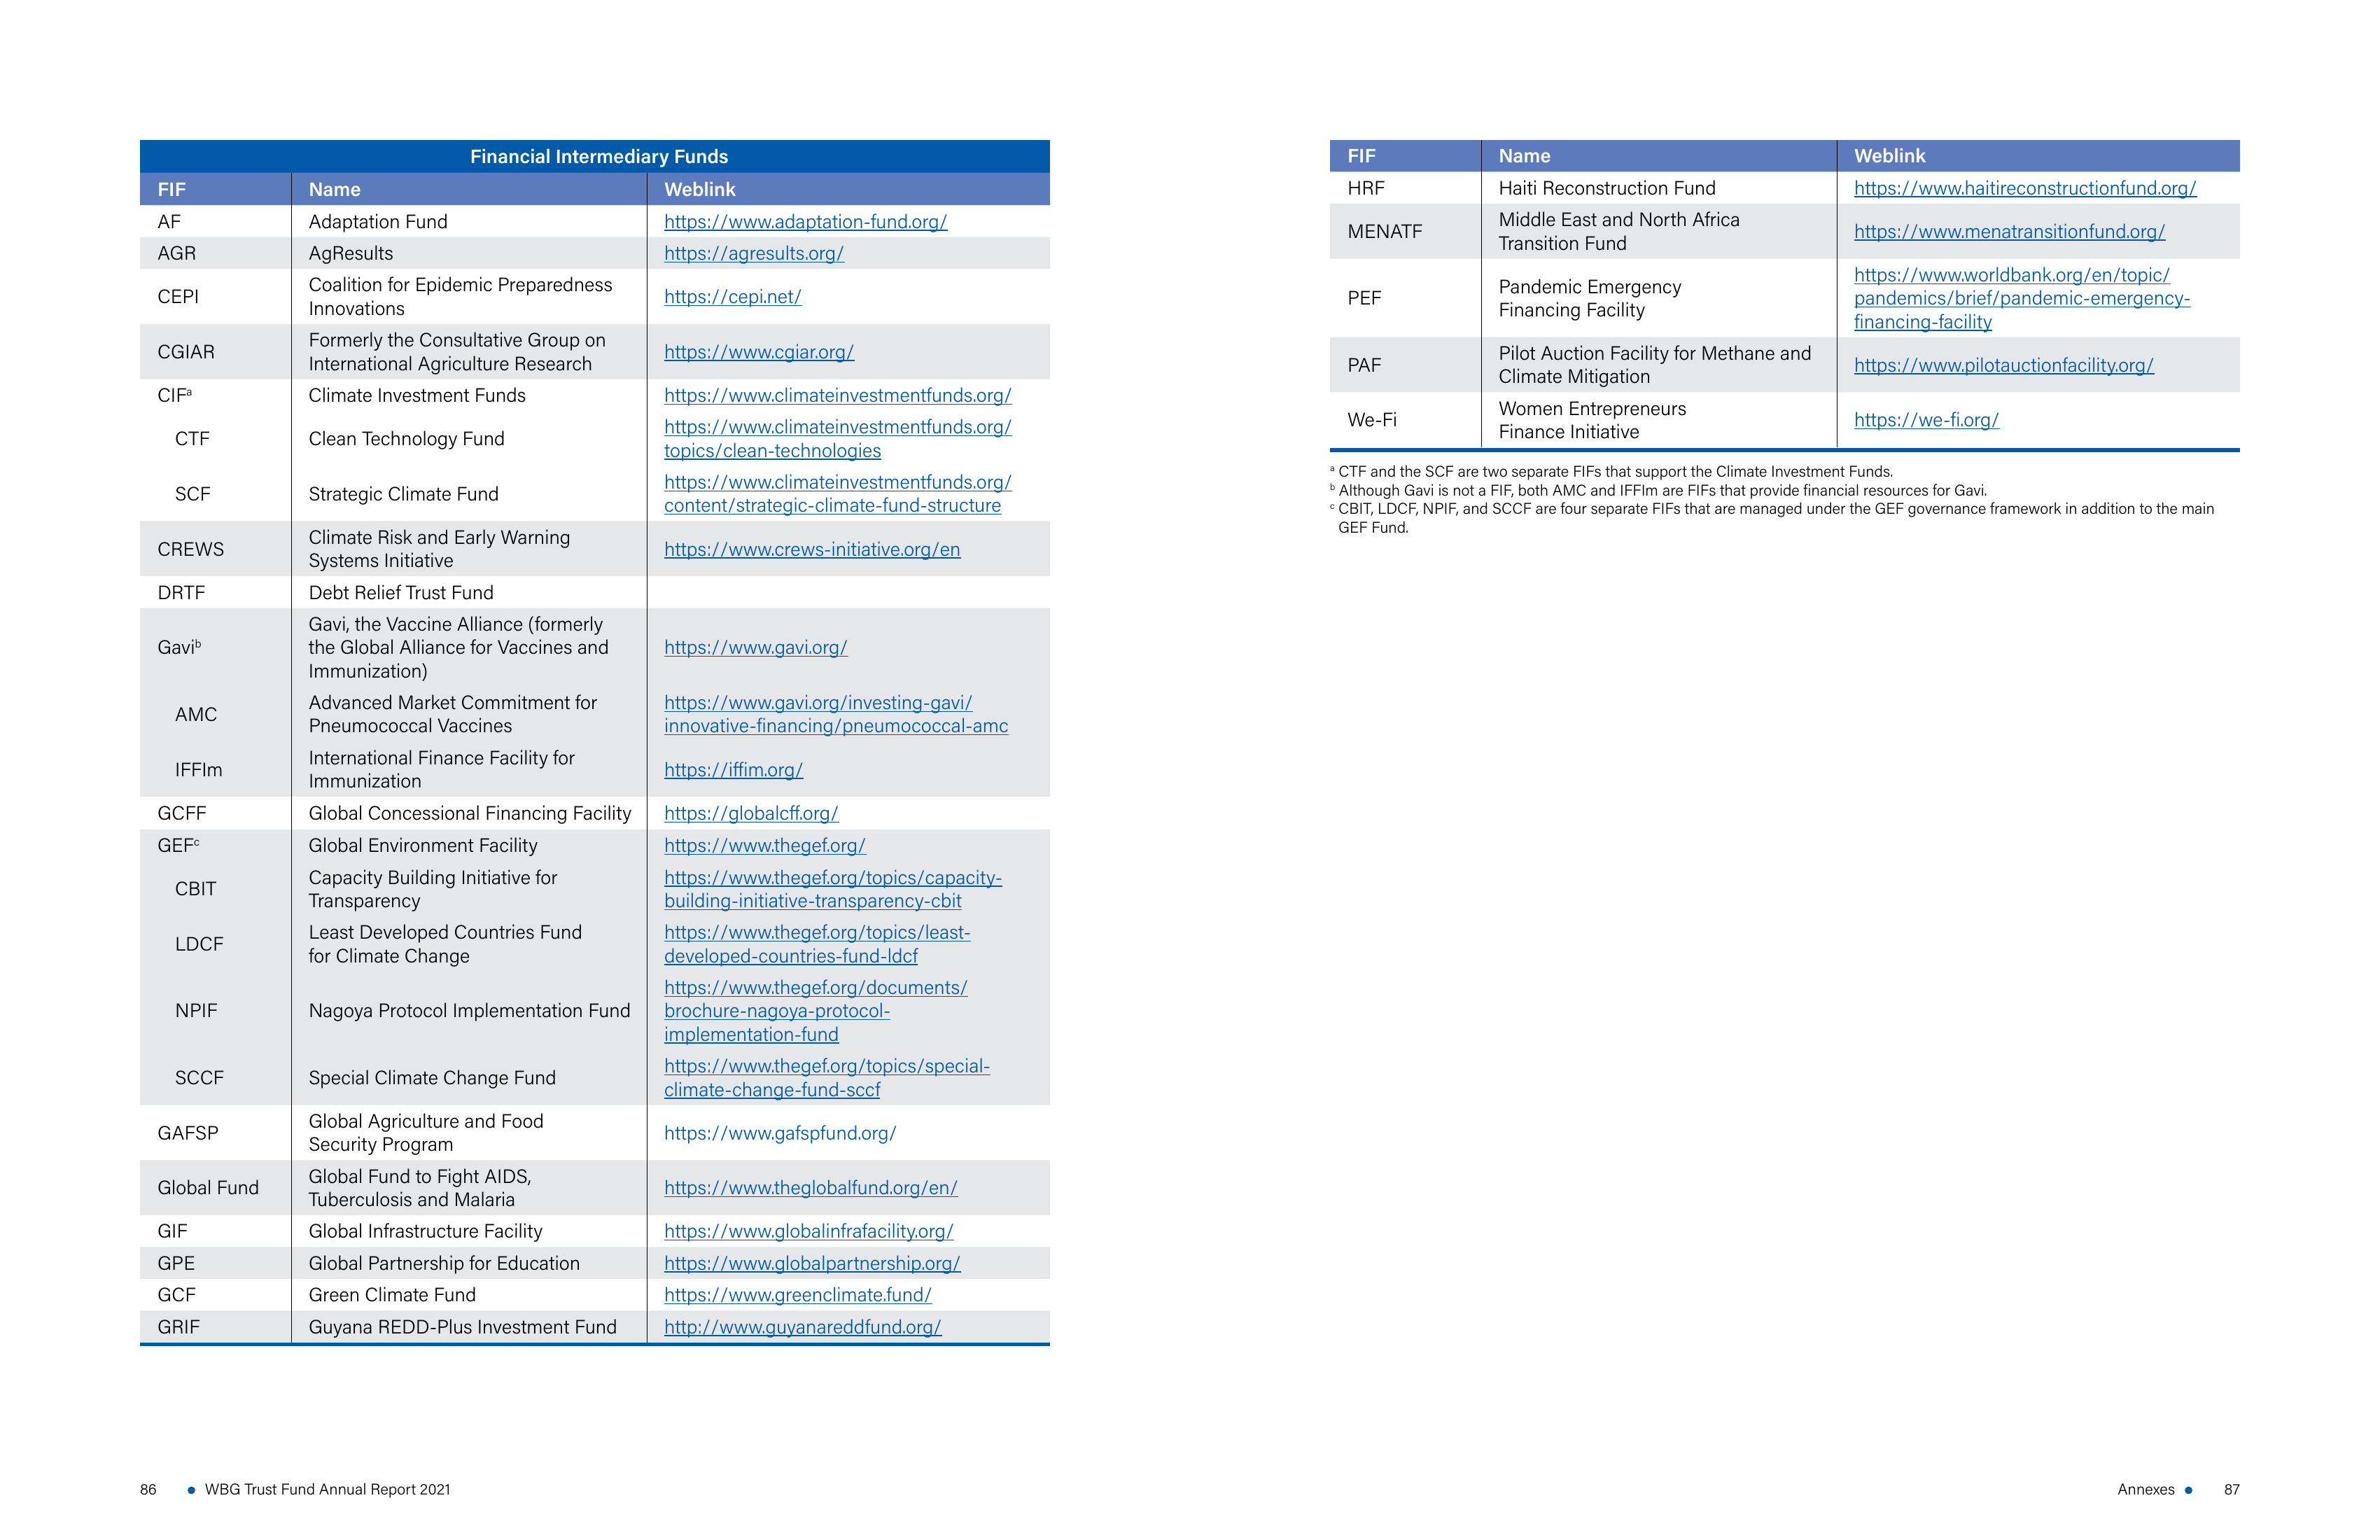 Financial Intermediary Funds
FIF Name Weblink
AF Adaptation Fund https://www.adaptation-fund.org/
AGR AgResults https://agresults.org/
CEPI Coalition for Epidemic Preparedness
Innovations https://cepi.net/
CGIAR Formerly the Consultative Group on
International Agriculture Research https://www.cgiar.org/
CIFᵃ Climate Investment Funds https://www.climateinvestmentfunds.org/
CTF Clean Technology Fund https://www.climateinvestmentfunds.org/
topics/clean-technologies
SCF Strategic Climate Fund https://www.climateinvestmentfunds.org/
content/strategic-climate-fund-structure
CREWS Climate Risk and Early Warning
Systems Initiative https://www.crews-initiative.org/en
DRTF Debt Relief Trust Fund
Gaviᵇ Gavi, the Vaccine Alliance (formerly
the Global Alliance for Vaccines and https://www.gavi.org/
Immunization)
AMC Advanced Market Commitment for https://www.gavi.org/investing-gavi/
Pneumococcal Vaccines innovative-financing/pneumococcal-amc
IFFIm International Finance Facility for
Immunization https://iffim.org/
GCFF Global Concessional Financing Facility https://globalcff.org/
GEFᶜ Global Environment Facility https://www.thegef.org/
CBIT Capacity Building Initiative for https://www.thegef.org/topics/capacity-
Transparency building-initiative-transparency-cbit
LDCF Least Developed Countries Fund https://www.thegef.org/topics/least-
for Climate Change developed-countries-fund-ldcf
NPIF Nagoya Protocol Implementation Fund https://www.thegef.org/documents/
brochure-nagoya-protocol-
implementation-fund
SCCF Special Climate Change Fund https://www.thegef.org/topics/special-
climate-change-fund-sccf
GAFSP Global Agriculture and Food
Security Program https://www.gafspfund.org/
Global Fund Global Fund to Fight AIDS,
Tuberculosis and Malaria https://www.theglobalfund.org/en/
GIF Global Infrastructure Facility https://www.globalinfrafacility.org/
GPE Global Partnership for Education https://www.globalpartnership.org/
GCF Green Climate Fund https://www.greenclimate.fund/
GRIF Guyana REDD-Plus Investment Fund http://www.guyanareddfund.org/
86 • WBG Trust Fund Annual Report 2021
FIF Name Weblink
HRF Haiti Reconstruction Fund https://www.haitireconstructionfund.org/
MENATF Middle East and North Africa
Transition Fund https://www.menatransitionfund.org/
PEF Pandemic Emergency
Financing Facility https://www.worldbank.org/en/topic/
pandemics/brief/pandemic-emergency-
financing-facility
PAF Pilot Auction Facility for Methane and
Climate Mitigation https://www.pilotauctionfacility.org/
We-Fi Women Entrepreneurs
Finance Initiative https://we-fi.org/
ᵃ CTF and the SCF are two separate FIFs that support the Climate Investment Funds.
ᵇ Although Gavi is not a FIF, both AMC and IFFIm are FIFs that provide financial resources for Gavi.
ᶜ CBIT, LDCF, NPIF, and SCCF are four separate FIFs that are managed under the GEF governance framework in addition to the main
GEF Fund.
Annexes • 87